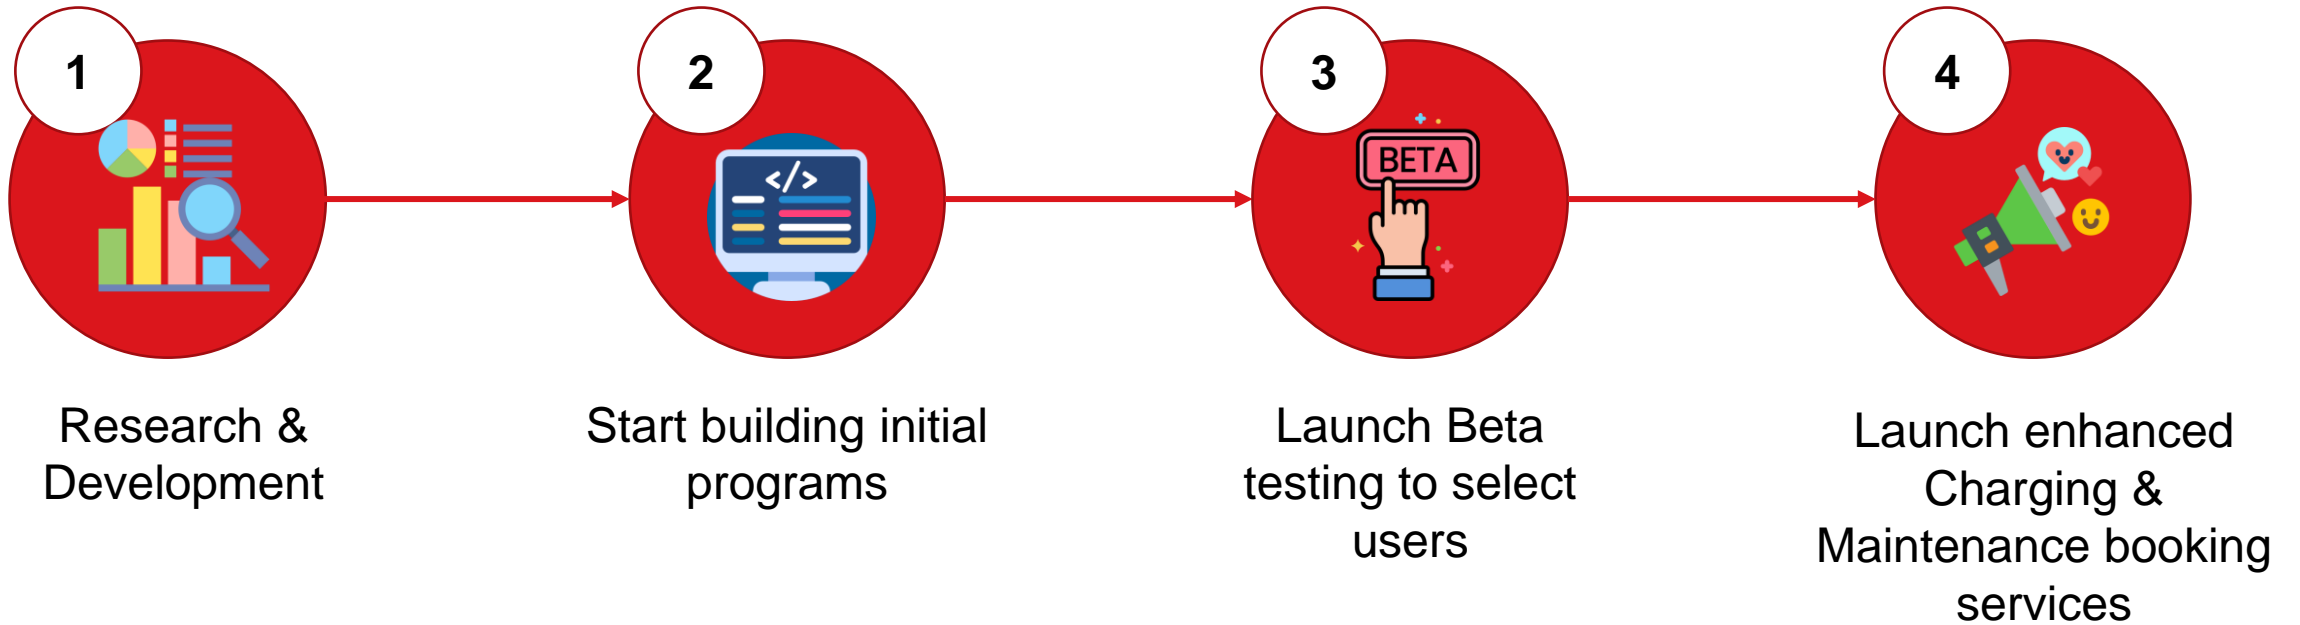 1
Research &
Development
2
</>
Start building initial
programs
3
BETA
Launch Beta
testing to select
users
4
Launch enhanced
Charging &
Maintenance booking
services